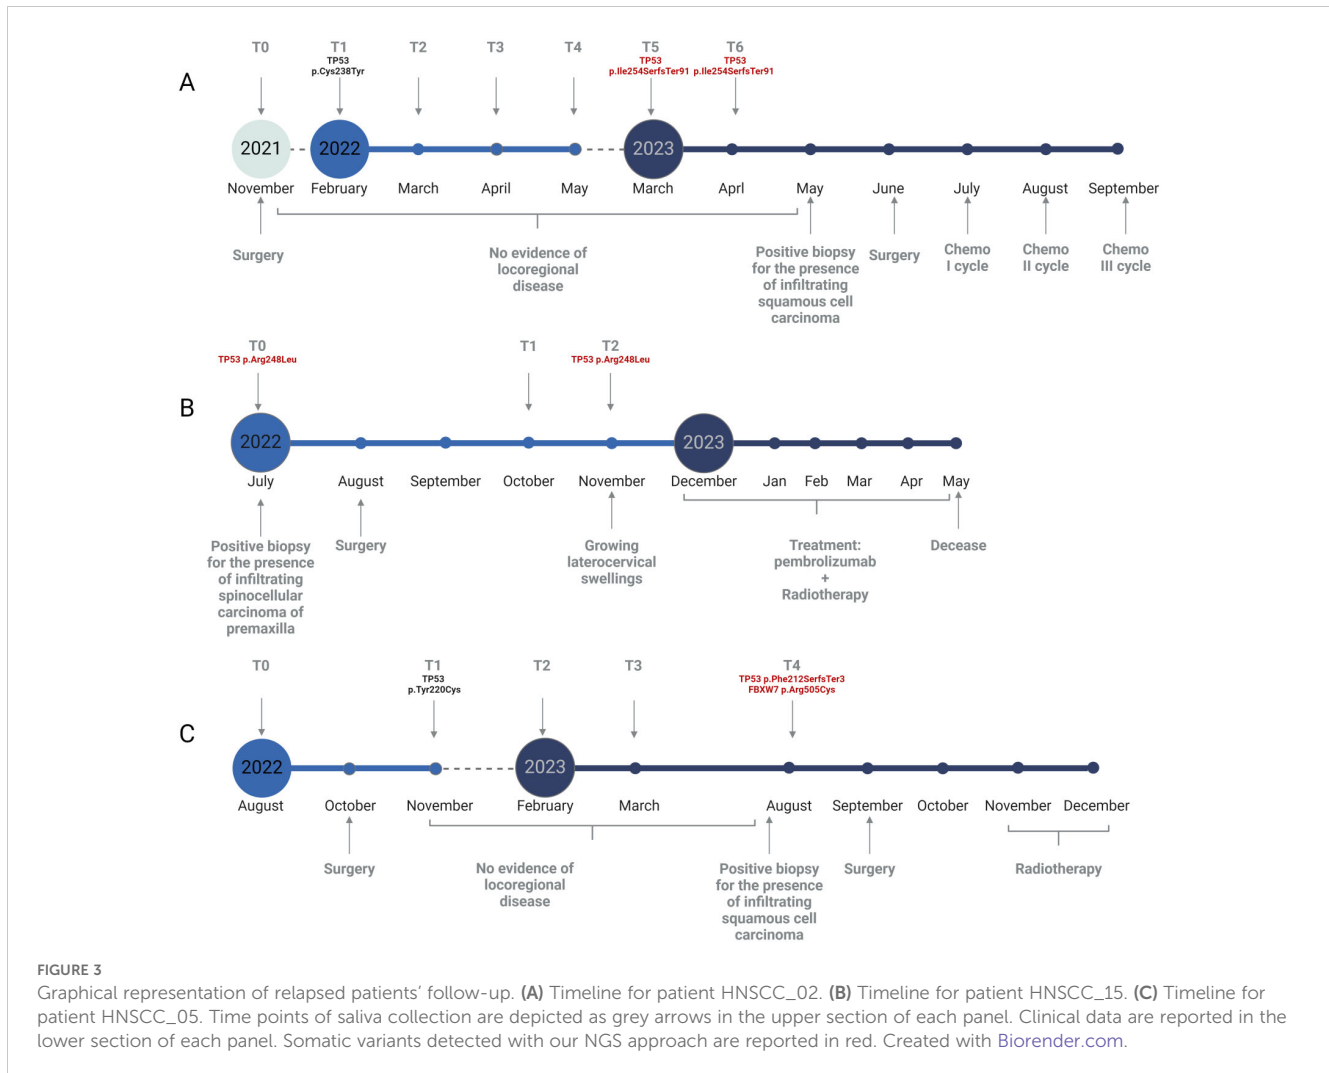 T0 T1 T2 T3 T4 T5 T6
TP53 TP53 TP53
p.Cys238Tyr p.Ile254SerfsTer91 p.Ile254SerfsTer91
A
2021 2022 2023
November February March April May March Aprl May June July August September
Surgery
No evidence of
locoregional
disease
Positive biopsy
for the presence
of infiltrating
squamous cell
carcinoma
Surgery
Chemo
I cycle
Chemo
II cycle
Chemo
III cycle
T0 T1 T2
TP53 p.Arg248Leu TP53 p.Arg248Leu
B
2022 2023
July August September October November December Jan Feb Mar Apr May
Positive biopsy
for the presence
of infiltrating
spinocellular
carcinoma of
premaxilla
Surgery
Growing
laterocervical
swellings
Treatment:
pembrolizumab
+
Radiotherapy
Decease
T0 T1 T2 T3 T4
TP53 TP53 p.Phe212SerfsTer3
p.Tyr220Cys FBXW7 p.Arg505Cys
C
2022 2023
August October November February March August September October November December
Surgery
No evidence of
locoregional
disease
Positive biopsy
for the presence
of infiltrating
squamous cell
carcinoma
Surgery
Radiotherapy
FIGURE 3
Graphical representation of relapsed patients’ follow-up. (A) Timeline for patient HNSCC_02. (B) Timeline for patient HNSCC_15. (C) Timeline for
patient HNSCC_05. Time points of saliva collection are depicted as grey arrows in the upper section of each panel. Clinical data are reported in the
lower section of each panel. Somatic variants detected with our NGS approach are reported in red. Created with Biorender.com.